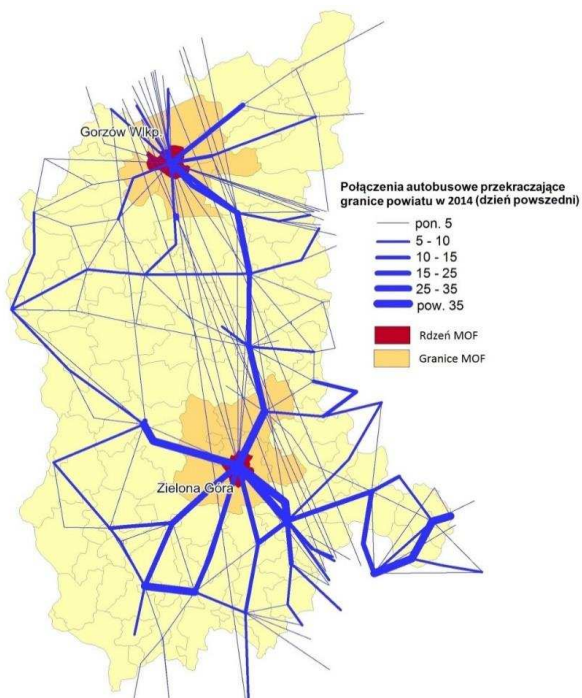 Gorzów Wlkp.
Połączenia autobusowe przekraczające
granice powiatu w 2014 (dzień powszedni)
pon. 5
5 - 10
10 - 15
15 - 25
25 - 35
pow. 35
Rdzeń MOF
Granice MOF
Zielona Góra